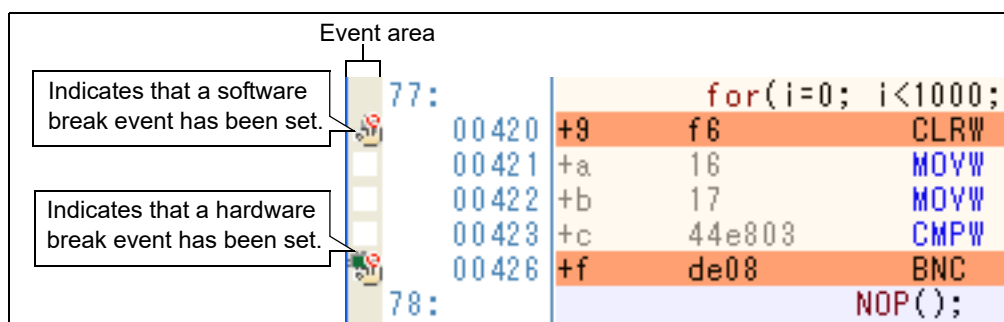 Event area
Indicates that a software
break event has been set.
Indicates that a hardware
break event has been set.
77: for(i=0; i<1000;
00420 +9 f6 CLRW
00421 +a 16 MOVW
00422 +b 17 MOVW
00423 +c 44e803 CMPW
00426 +f de08 BNC
78: NOP();